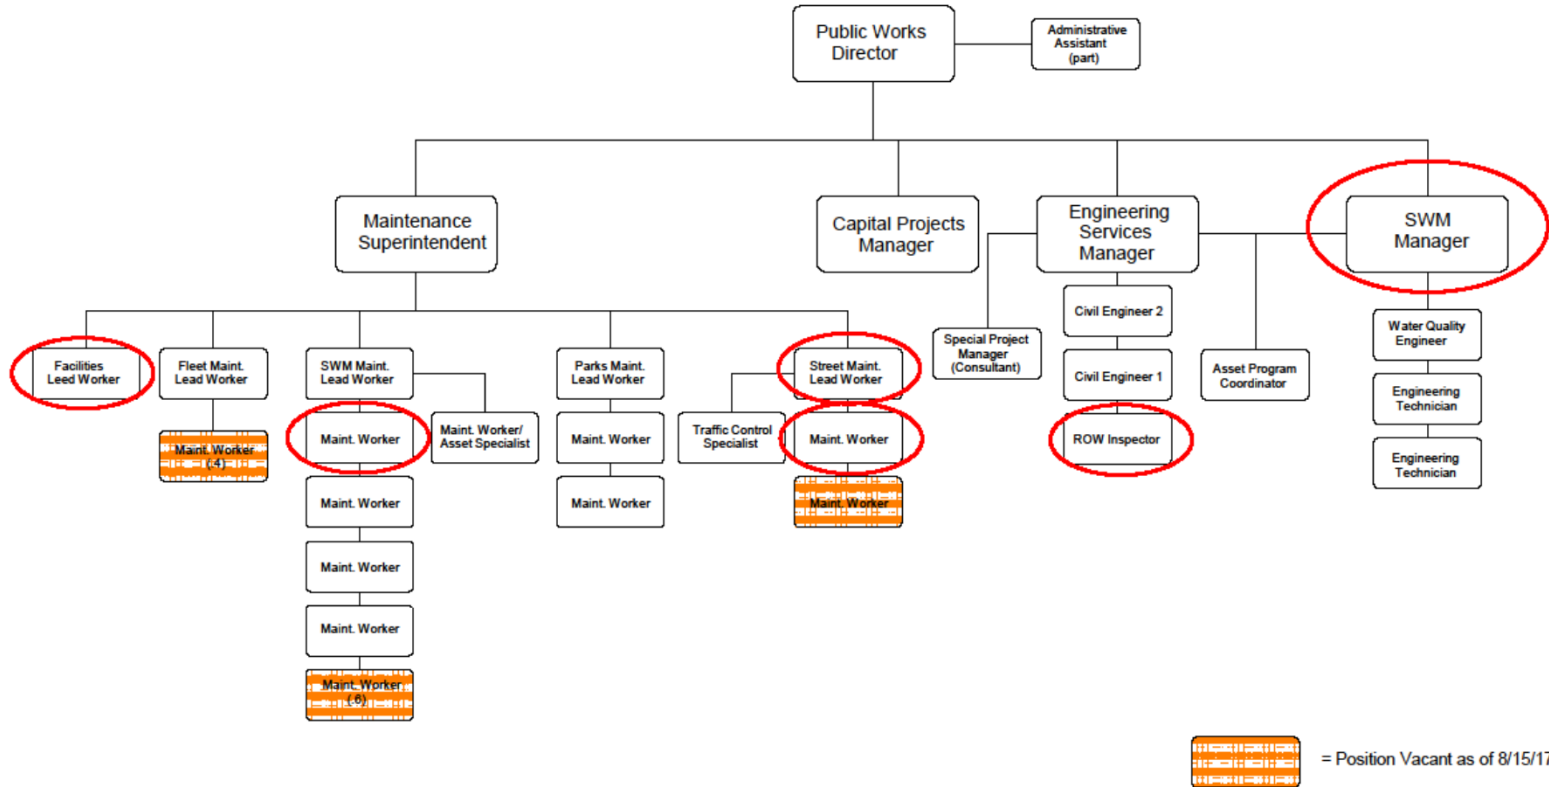 Public Works
Director
Administrative
Assistant
(part)
Maintenance
Superintendent
Capital Projects
Manager
Engineering
Services
Manager
SWM
Manager
Facilities
Leed Worker
Fleet Maint.
Lead Worker
SWM Maint.
Lead Worker
Parks Maint.
Lead Worker
Street Maint.
Lead Worker
Special Project
Manager
(Consultant)
Civil Engineer 2
Civil Engineer 1
Asset Program
Coordinator
Water Quality
Engineer
Maint. Worker
(.4)
Maint. Worker
Maint. Worker/
Asset Specialist
Maint. Worker
Traffic Control
Specialist
Maint. Worker
ROW Inspector
Engineering
Technician
Maint. Worker
Maint. Worker
Maint. Worker
Engineering
Technician
Maint. Worker
Maint. Worker
Maint. Worker
(.6)
= Position Vacant as of 8/15/17